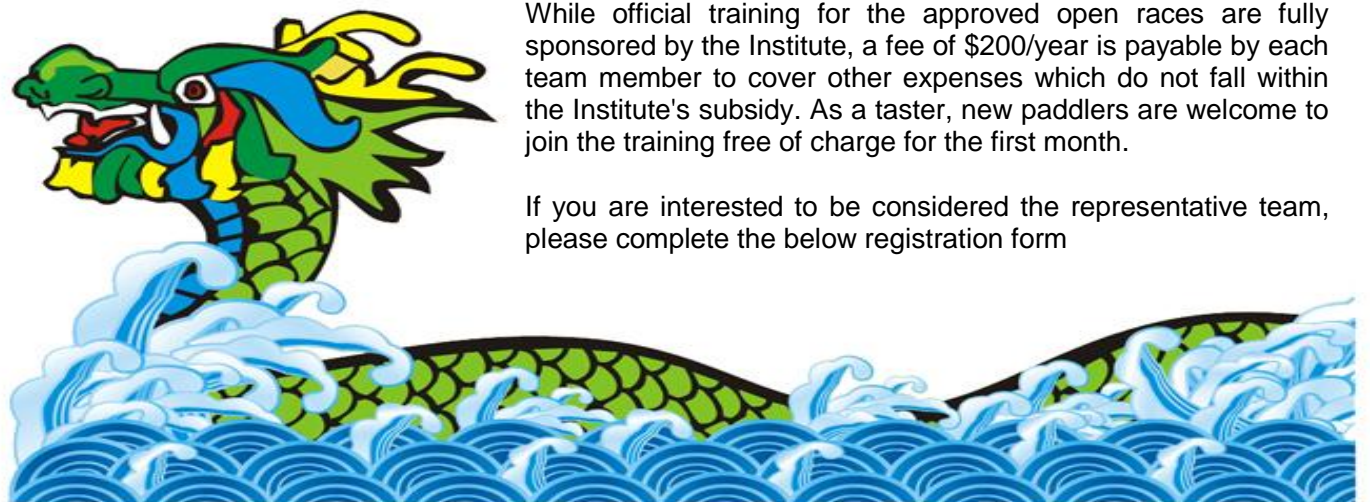 While official training for the approved open races are fully
sponsored by the Institute, a fee of $200/year is payable by each
team member to cover other expenses which do not fall within
the Institute's subsidy. As a taster, new paddlers are welcome to
join the training free of charge for the first month.
If you are interested to be considered the representative team,
please complete the below registration form